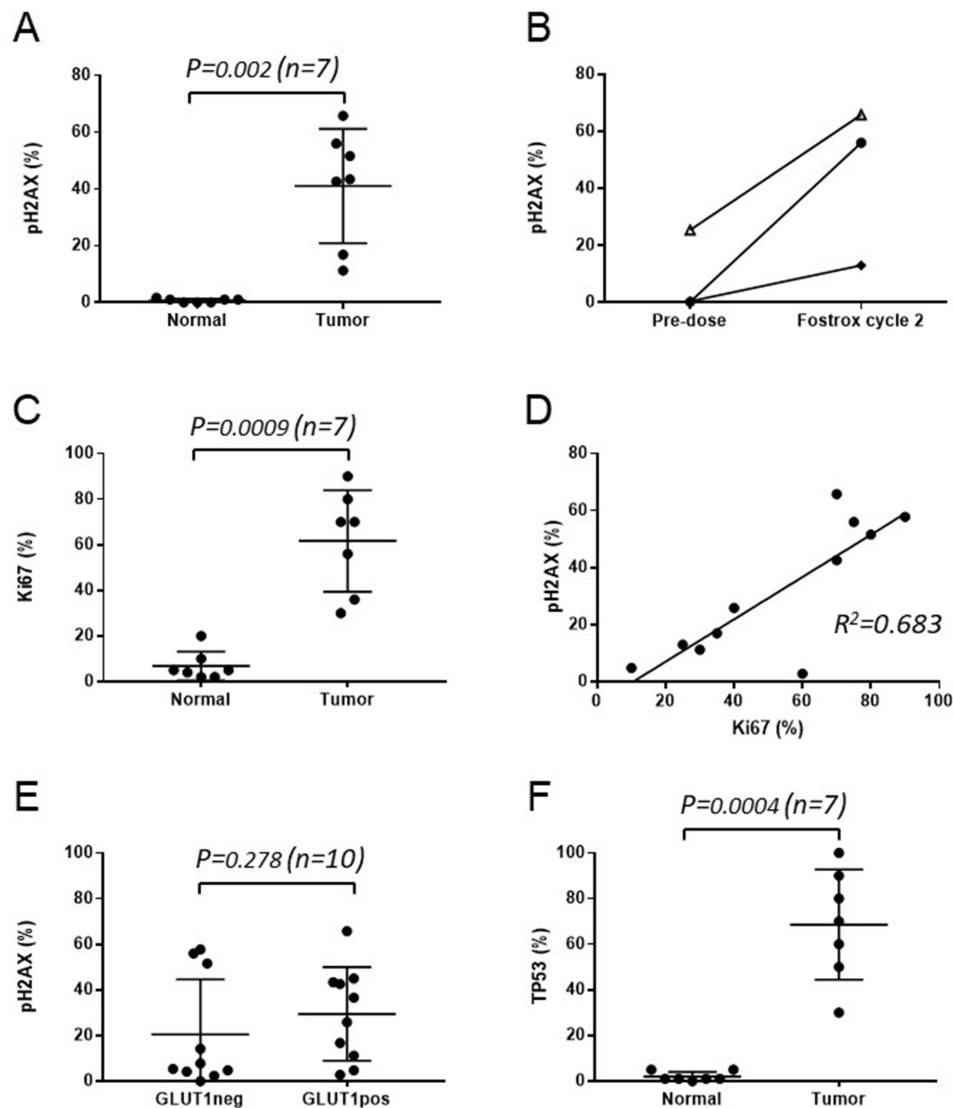 A
P=0.002 (n=7)
80
60
40
20
0
pH2AX (%)
Normal
Tumor
B
80
60
40
20
0
pH2AX (%)
Pre-dose
Fostrox cycle 2
C
P=0.0009 (n=7)
100
80
60
40
20
0
Ki67 (%)
Normal
Tumor
D
80
60
40
20
0
pH2AX (%)
R²=0.683
0
20
40
60
80
100
Ki67 (%)
E
P=0.278 (n=10)
100
80
60
40
20
0
pH2AX (%)
GLUT1neg
GLUT1pos
F
P=0.0004 (n=7)
100
80
60
40
20
0
TP53 (%)
Normal
Tumor